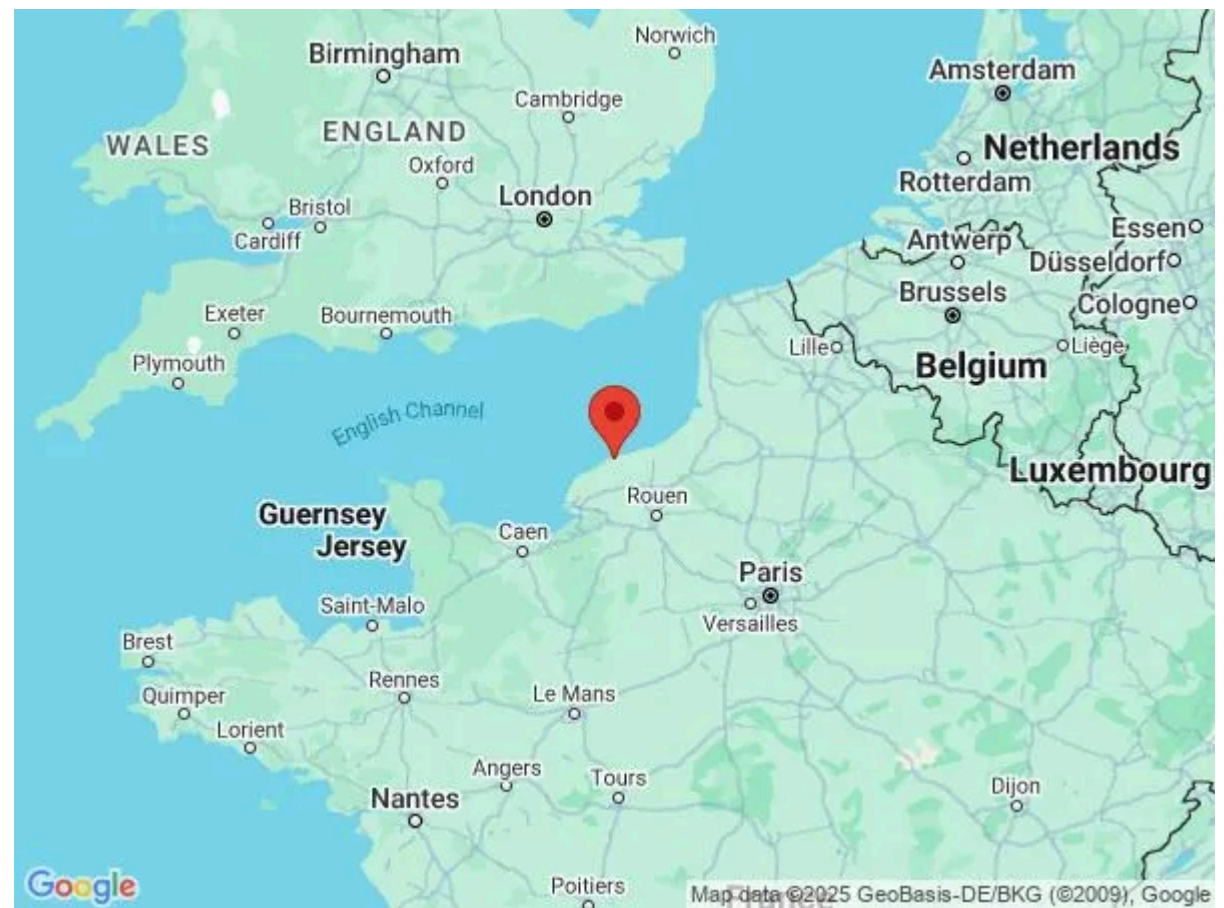 Norwich
Birmingham
Amsterdam
Cambridge
ENGLAND
WALES
Netherlands
Oxford
Rotterdam
London
Bristol
Essen
Cardiff
Antwerp
Düsseldorf
Brussels
Cologne
Exeter
Bournemouth
Lille
Liège
Plymouth
Belgium
English Channel
Luxembourg
Rouen
Guernsey
Caen
Jersey
Paris
Saint-Malo
Versailles
Brest
Rennes
Quimper
Le Mans
Lorient
Angers
Tours
Nantes
Dijon
Google
Poitiers
Map data ©2025 GeoBasis-DE/BKG (©2009), Google
France